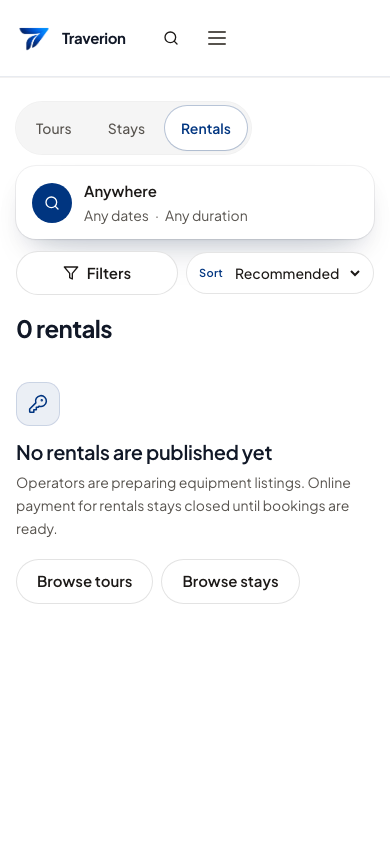 Traverion
Tours Stays Rentals
Anywhere
Any dates · Any duration
Filters
Sort Recommended
0 rentals
No rentals are published yet
Operators are preparing equipment listings. Online
payment for rentals stays closed until bookings are
ready.
Browse tours Browse stays